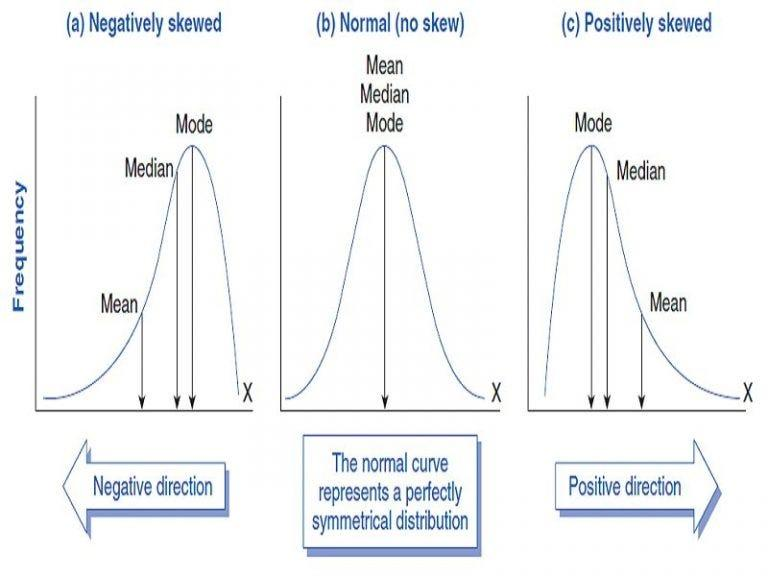 (a) Negatively skewed
(b) Normal (no skew)
(c) Positively skewed
Frequency
Mode
Median
Mean
X
Mean
Median
Mode
X
Mode
Median
Mean
X
Negative direction
The normal curve
represents a perfectly
symmetrical distribution
Positive direction